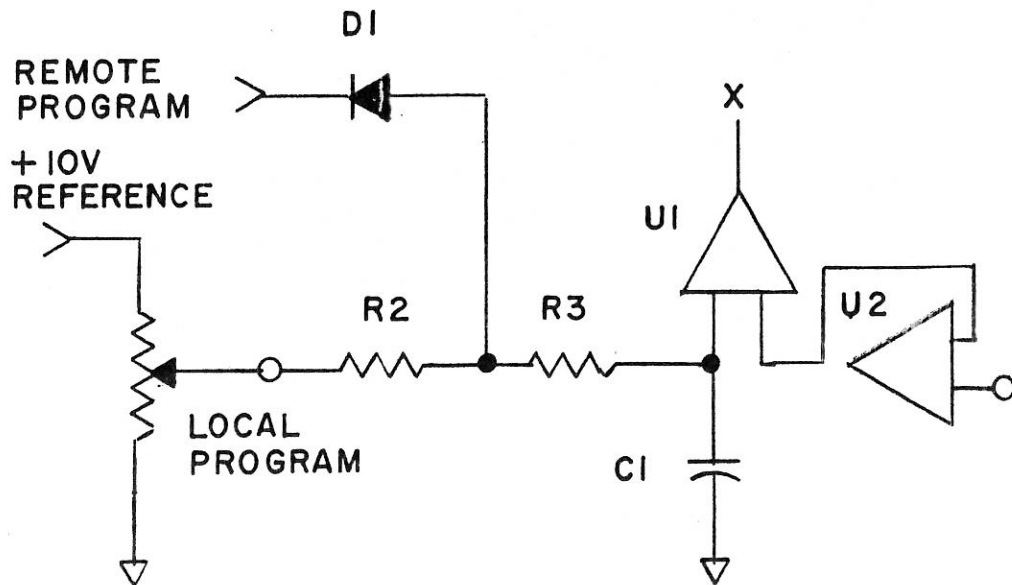 D1
REMOTE
PROGRAM
+10V
REFERENCE
X
U1
U2
R2
R3
LOCAL
PROGRAM
C1